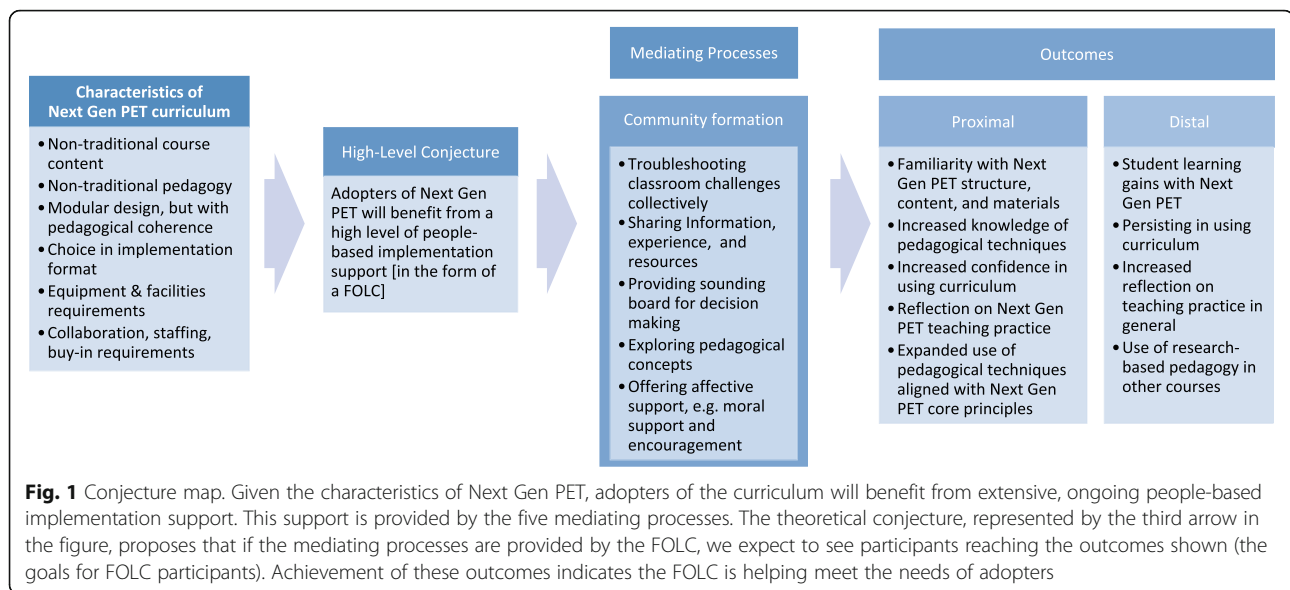 Characteristics of
Next Gen PET curriculum
•Non-traditional course
content
•Non-traditional pedagogy
•Modular design, but with
pedagogical coherence
•Choice in implementation
format
•Equipment & facilities
requirements
•Collaboration, staffing,
buy-in requirements
High-Level Conjecture
Adopters of Next Gen
PET will benefit from a
high level of people-
based implementation
support [in the form of
a FOLC]
Mediating Processes
Community formation
•Troubleshooting
classroom challenges
collectively
•Sharing Information,
experience, and
resources
•Providing sounding
board for decision
making
•Exploring pedagogical
concepts
•Offering affective
support, e.g. moral
support and
encouragement
Outcomes
Proximal
•Familiarity with Next
Gen PET structure,
content, and materials
•Increased knowledge of
pedagogical techniques
•Increased confidence in
using curriculum
•Reflection on Next Gen
PET teaching practice
•Expanded use of
pedagogical techniques
aligned with Next Gen
PET core principles
Distal
•Student learning
gains with Next
Gen PET
•Persisting in using
curriculum
•Increased
reflection on
teaching practice in
general
•Use of research-
based pedagogy in
other courses
Fig. 1 Conjecture map. Given the characteristics of Next Gen PET, adopters of the curriculum will benefit from extensive, ongoing people-based
implementation support. This support is provided by the five mediating processes. The theoretical conjecture, represented by the third arrow in
the figure, proposes that if the mediating processes are provided by the FOLC, we expect to see participants reaching the outcomes shown (the
goals for FOLC participants). Achievement of these outcomes indicates the FOLC is helping meet the needs of adopters